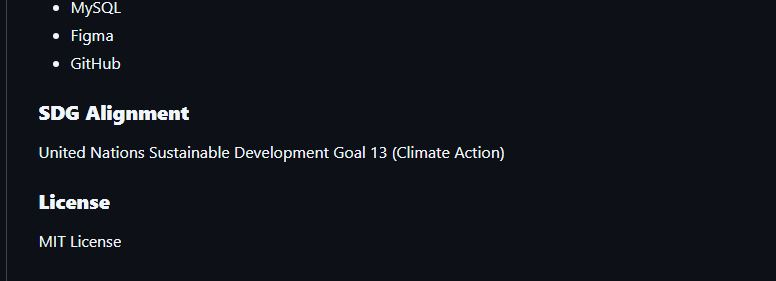 MySQL
Figma
GitHub
SDG Alignment
United Nations Sustainable Development Goal 13 (Climate Action)
License
MIT License